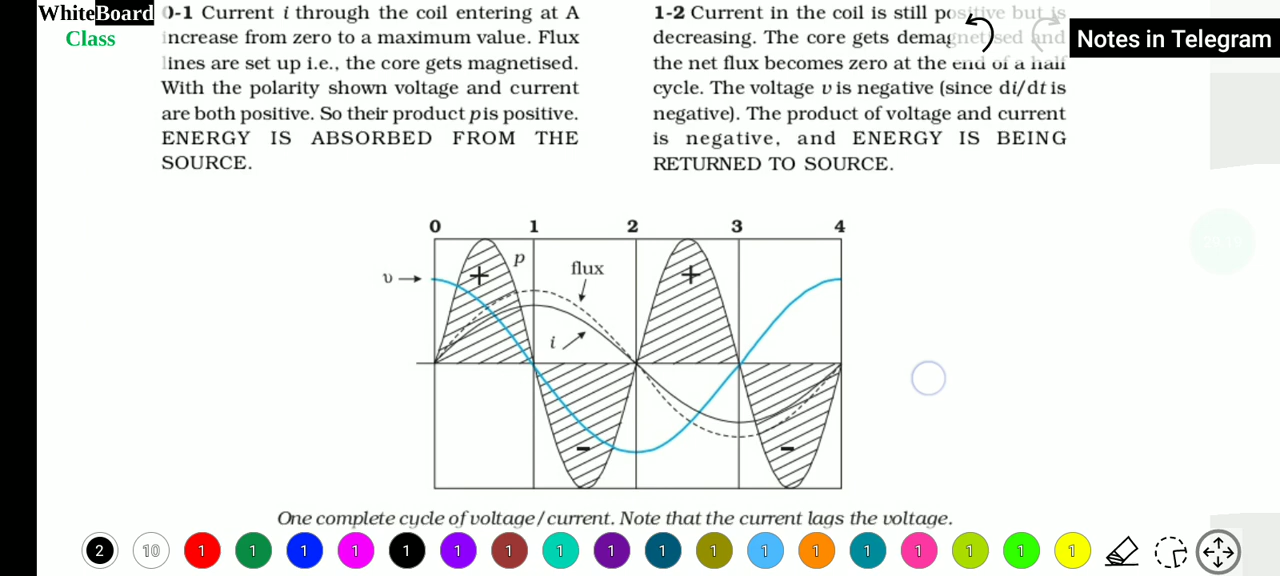 WhiteBoard
Class
0-1 Current i through the coil entering at A
increase from zero to a maximum value. Flux
lines are set up i.e., the core gets magnetised.
With the polarity shown voltage and current
are both positive. So their product p is positive.
ENERGY IS ABSORBED FROM THE
SOURCE.
1-2 Current in the coil is still positive but is
decreasing. The core gets demagnetised and
the net flux becomes zero at the end of a half
cycle. The voltage υ is negative (since di/dt is
negative). The product of voltage and current
is negative, and ENERGY IS BEING
RETURNED TO SOURCE.
Notes in Telegram
0 1 2 3 4
p
flux
υ
+ +
i
- -
One complete cycle of voltage/current. Note that the current lags the voltage.
2 10 1 1 1 1 1 1 1 1 1 1 1 1 1 1 1 1 1 1